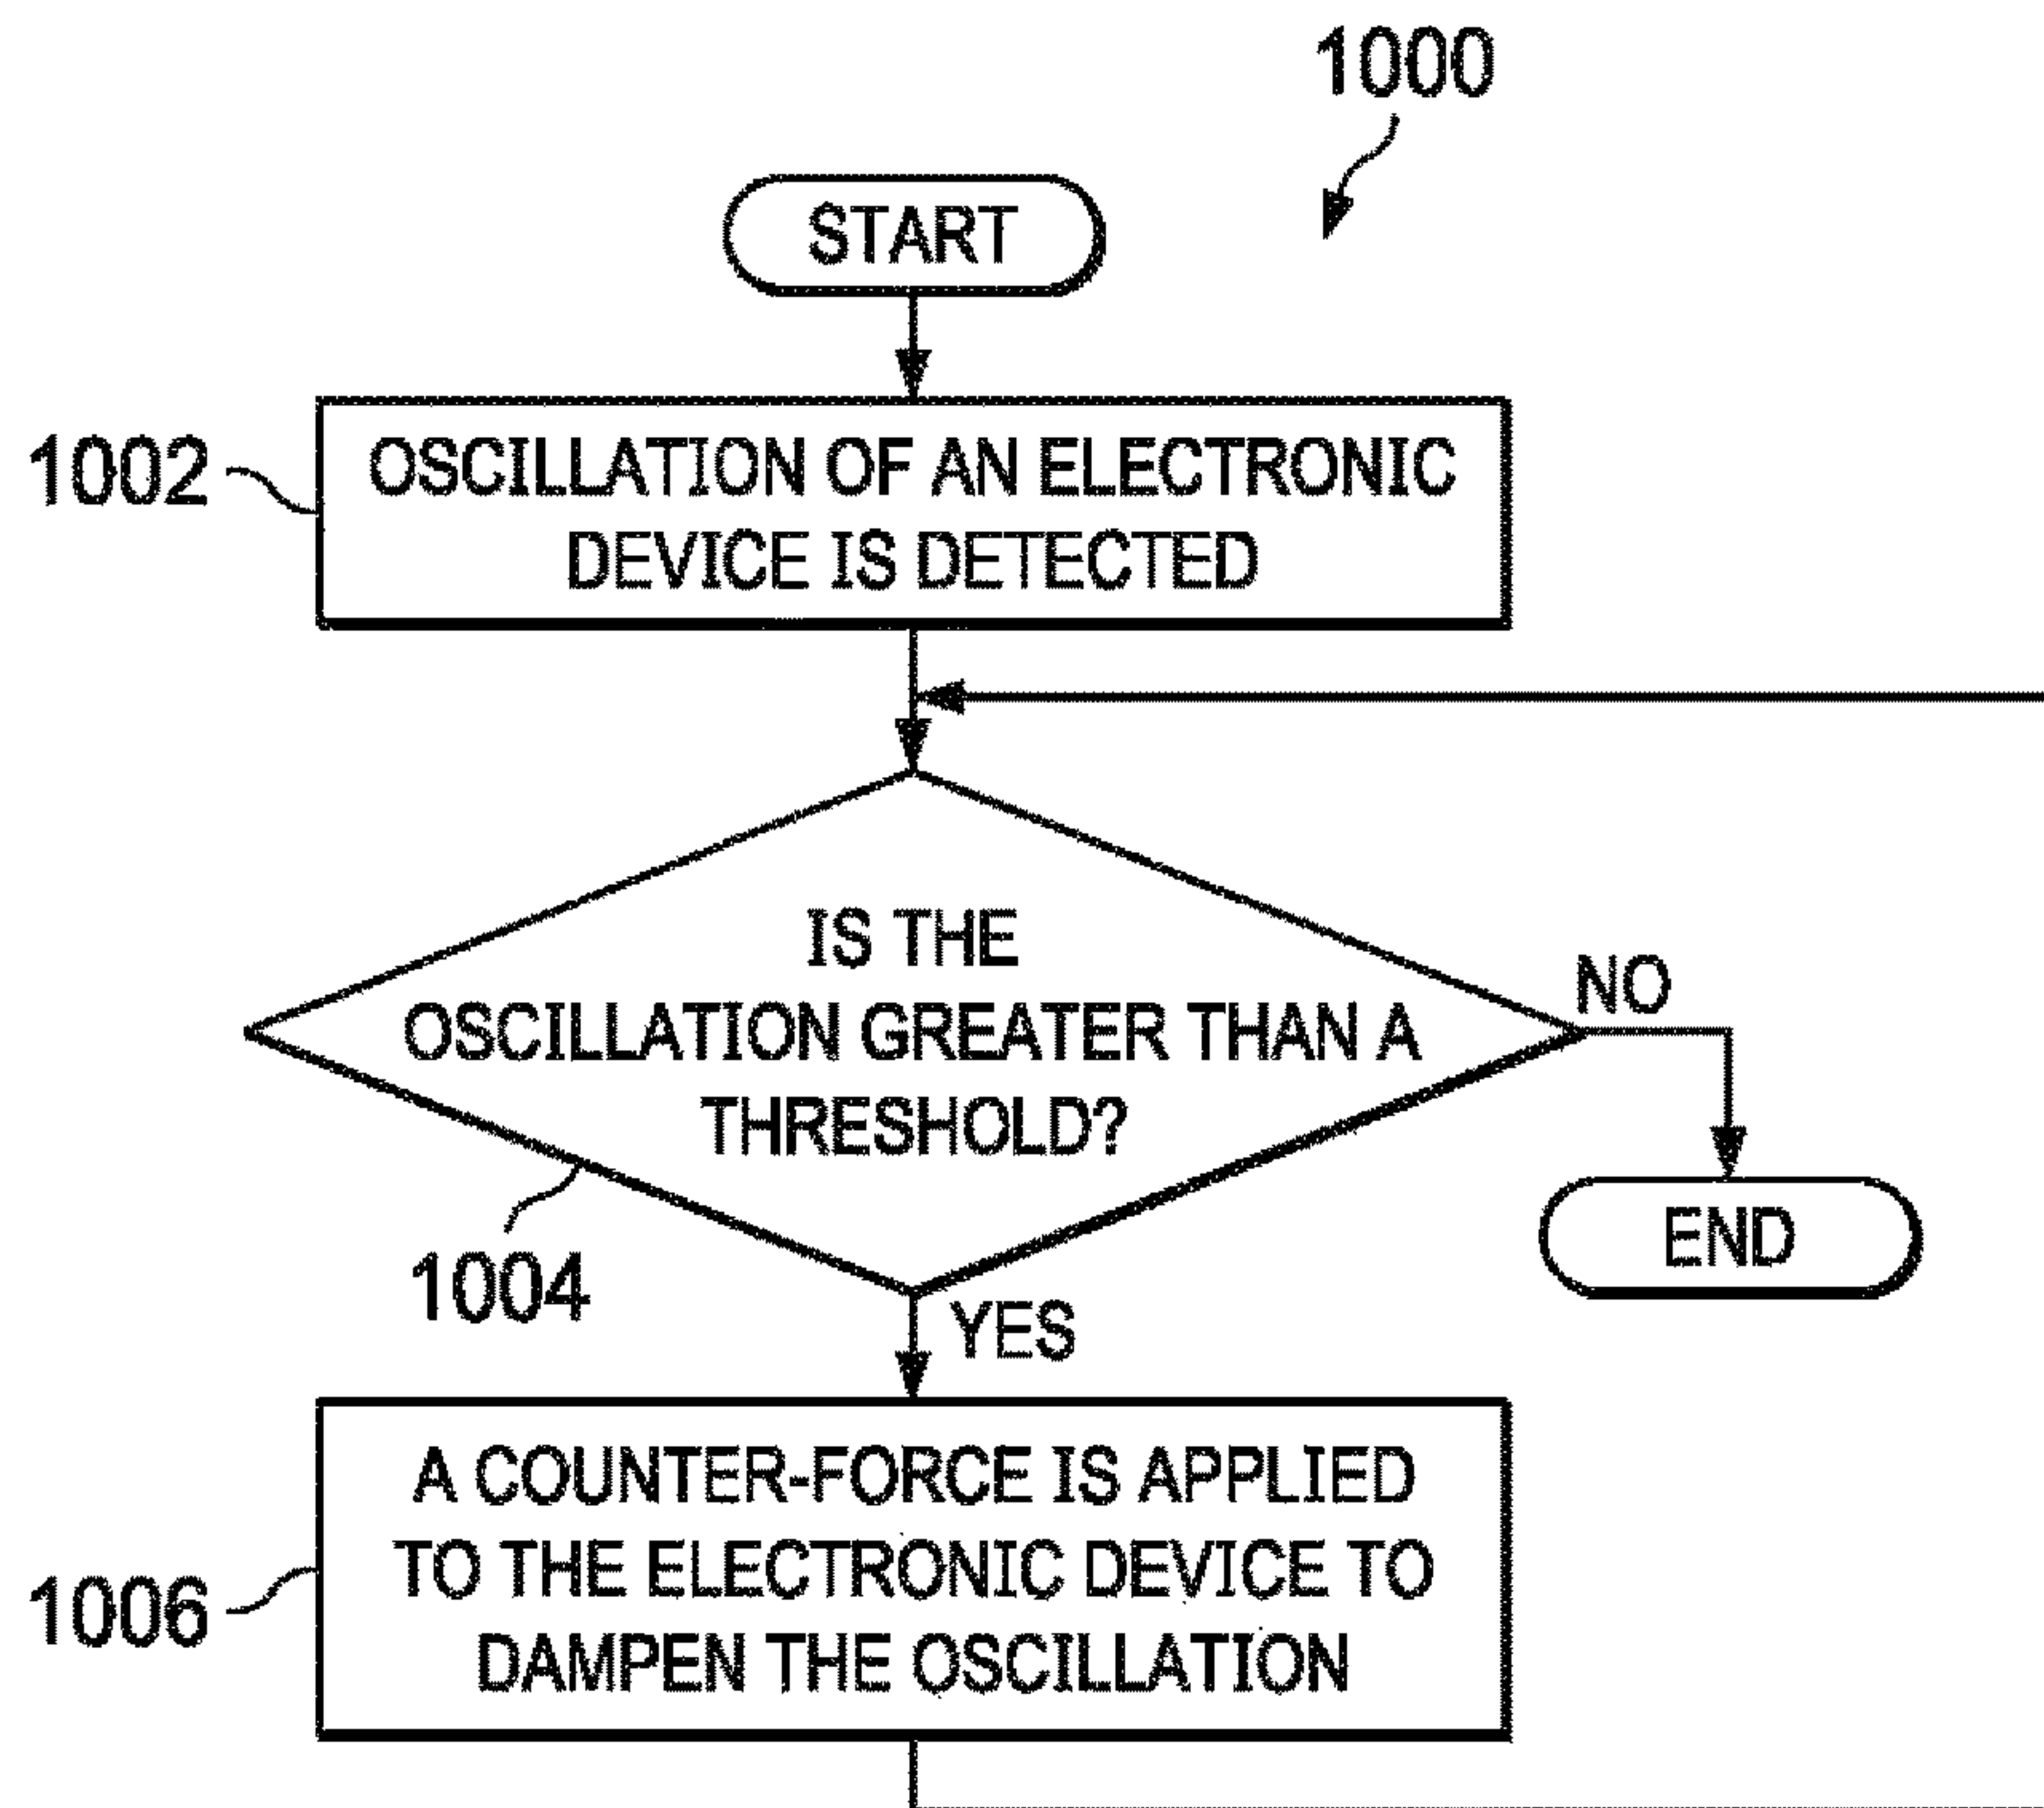 1000
START
1002
OSCILLATION OF AN ELECTRONIC
DEVICE IS DETECTED
IS THE
OSCILLATION GREATER THAN A
THRESHOLD?
NO
END
1004
YES
A COUNTER-FORCE IS APPLIED
TO THE ELECTRONIC DEVICE TO
DAMPEN THE OSCILLATION
1006